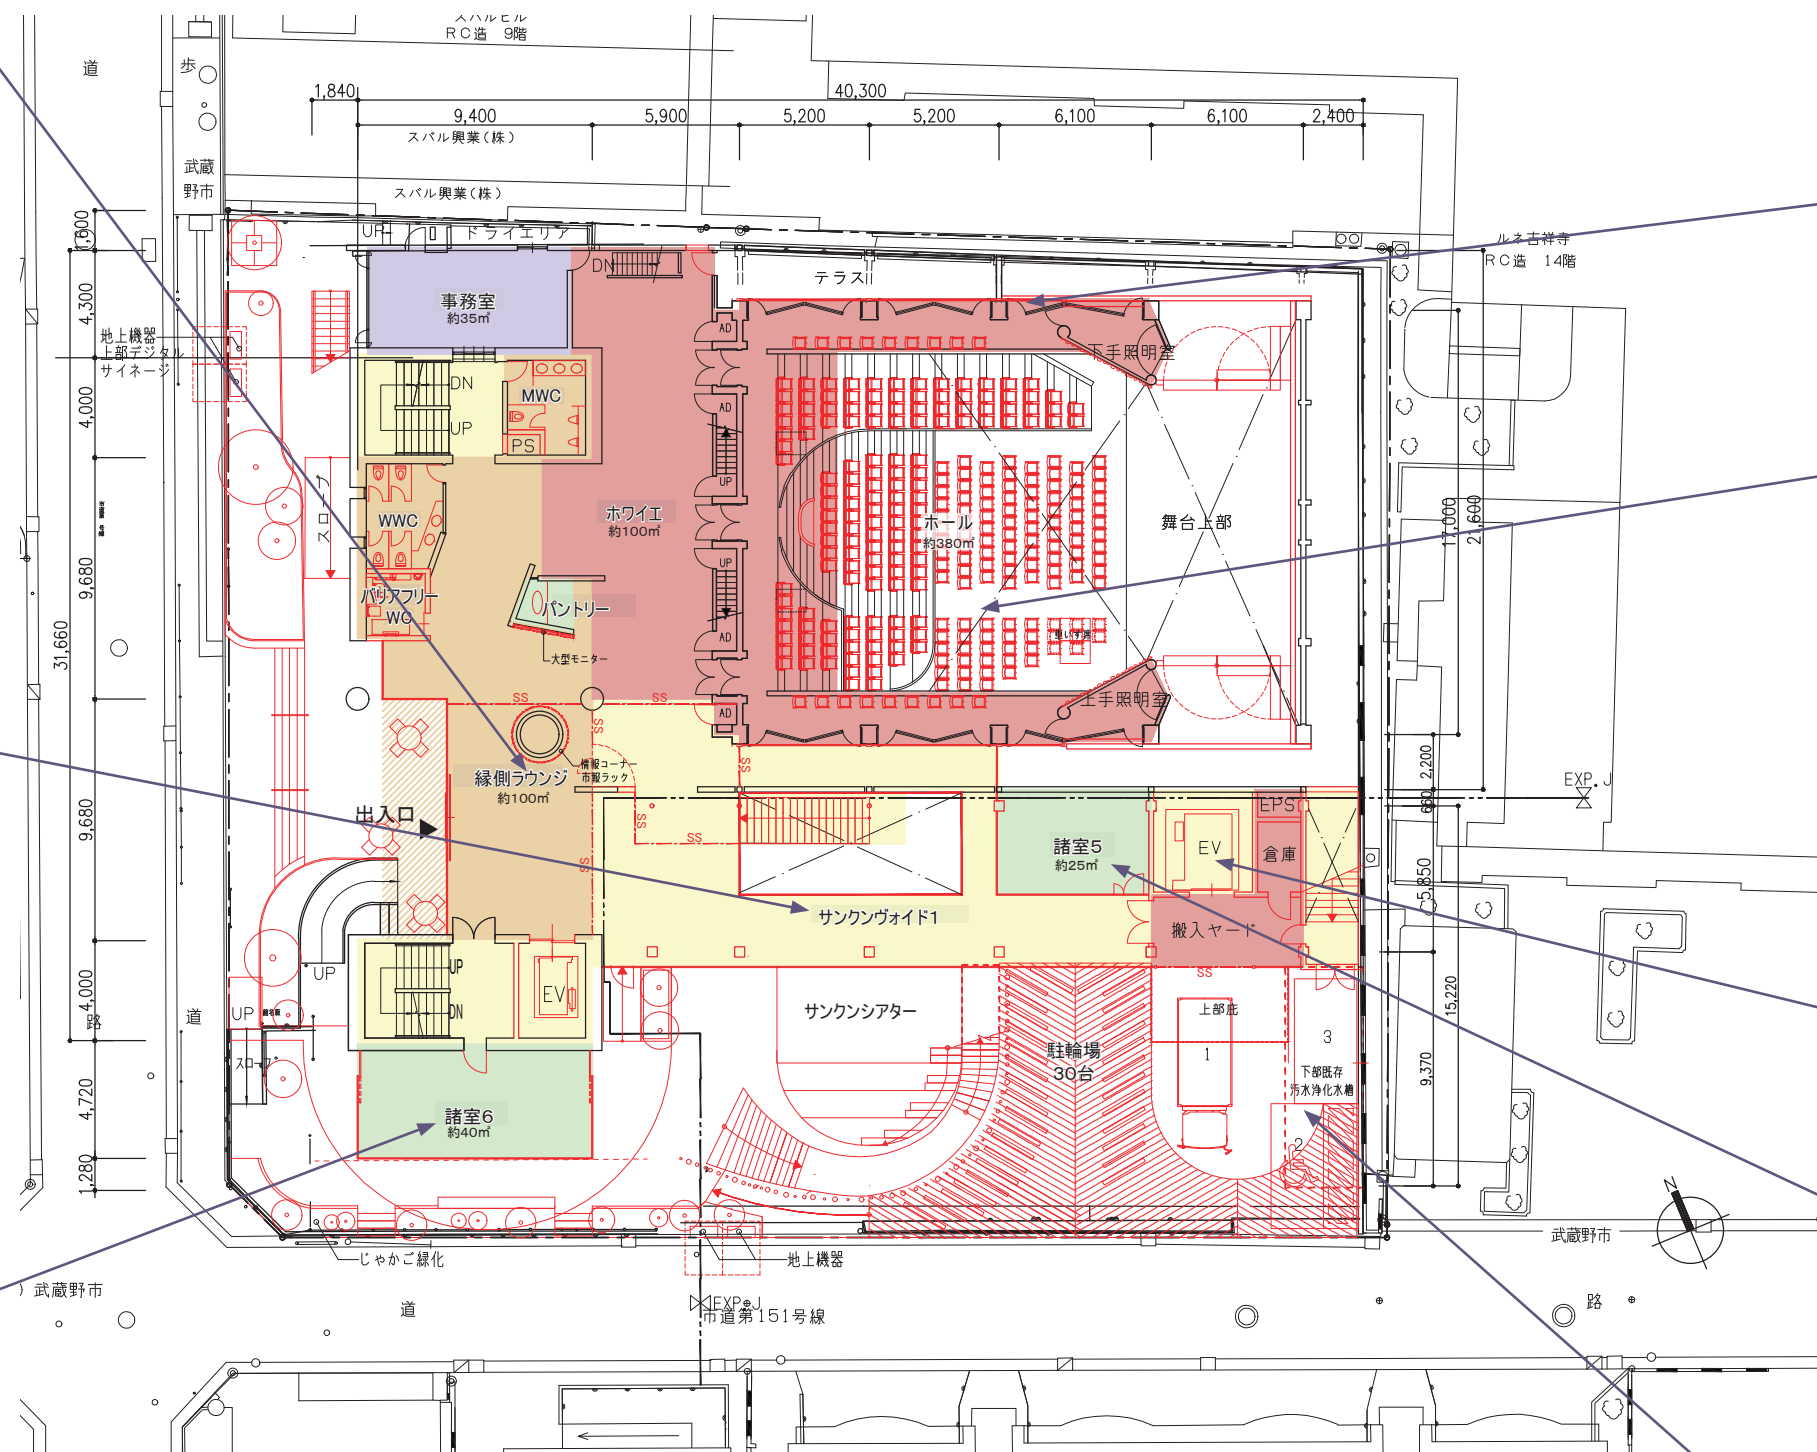 スバルビル
RC造 9階
道
歩
1,840
40,300
9,400
5,900
5,200
5,200
6,100
6,100
2,400
スバル興業(株)
武蔵
野市
スバル興業(株)
1,600
UP
ドライエリア
ルネ吉祥寺
RC造 14階
DN
テラス
事務室
約35㎡
4,300
地上機器
上部デジタル
サイネージ
AD
下手照明室
DN
MWC
4,000
AD
UP
PS
UP
スロープ
WWC
ホワイエ
約100㎡
ホール
約380㎡
舞台上部
17,000
21,600
9,680
UP
バリアフリー
WC
パントリー
31,660
AD
車いす席
大型モニター
SS
SS
上手照明室
AD
SS
情報コーナー
市報ラック
縁側ラウンジ
約100㎡
SS
2,200
EXP.J
出入口
9,680
SS
SS
SS
EPS
660
諸室5
約25㎡
EV
倉庫
5,850
サンクンヴォイド1
搬入ヤード
UP
UP
SS
4,000
EV
DN
サンクンシアター
上部庇
15,220
UP
館名板
道
路
3
駐輪場
30台
1
スロープ
下部既存
汚水浄化水槽
9,370
4,720
諸室6
約40㎡
2
1,280
N
武蔵野市
じゃかご緑化
地上機器
武蔵野市
道
EXP.J
市道第151号線
路